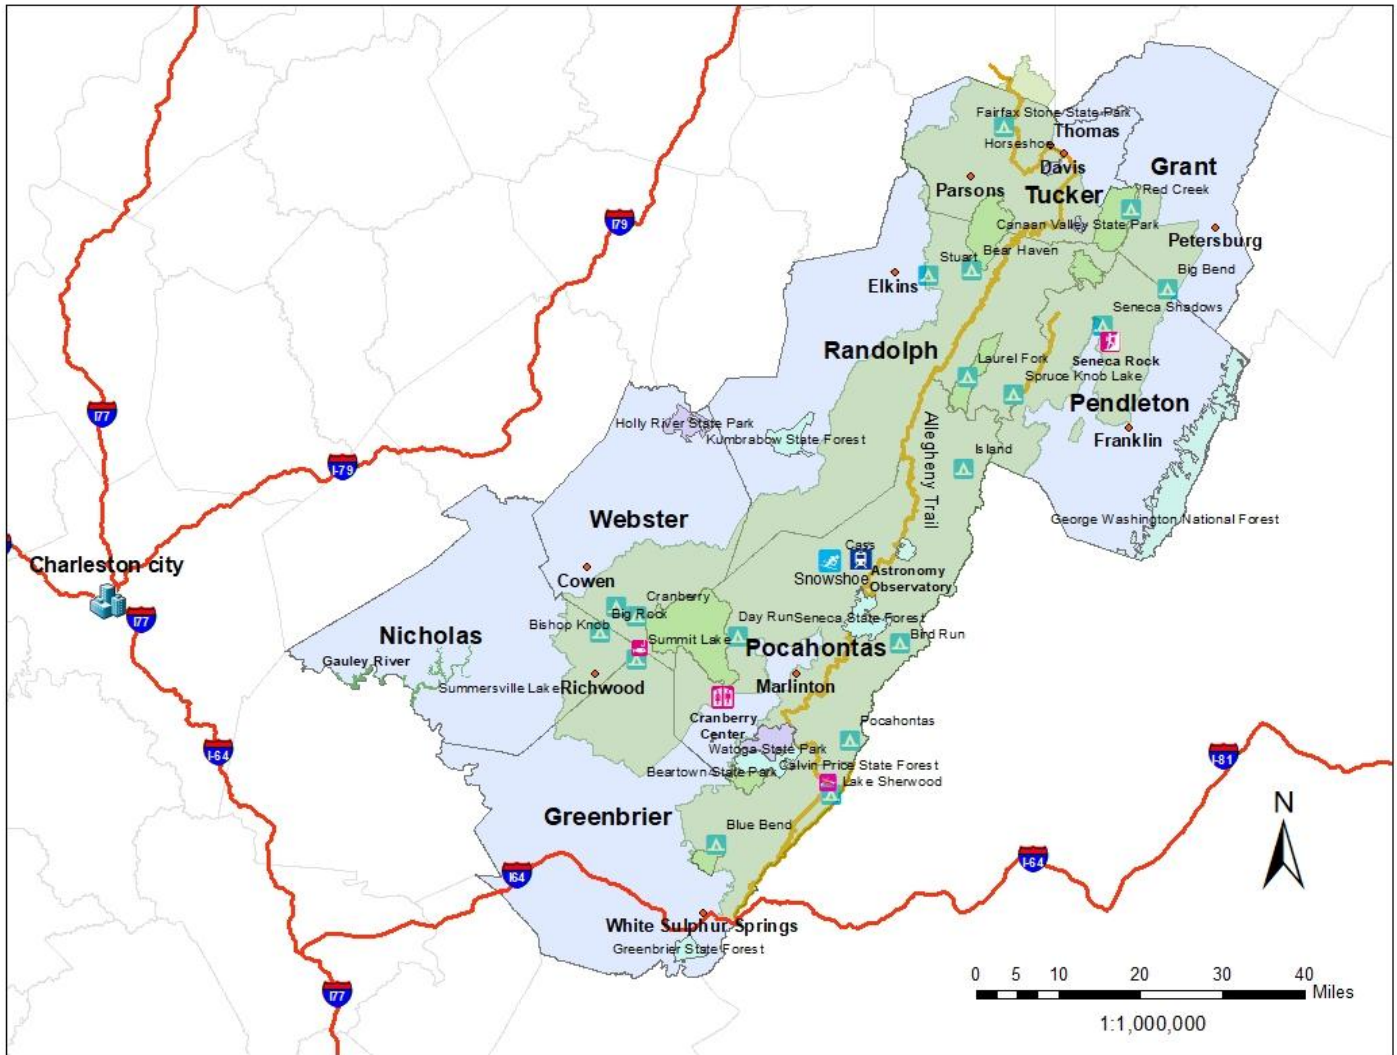 Fairfax Stone State Park
Thomas
Horseshoe
Davis
Grant
Parsons
Tucker
Red Creek
I79
Canaan Valley State Park
Petersburg
Stuart
Bear Haven
Big Bend
Elkins
Seneca Shadows
Randolph
Laurel Fork
Seneca Rock
Spruce Knob Lake
I77
Pendleton
Holly River State Park
Kumbrabow State Forest
Franklin
Allegheny Trail
Island
I-79
Webster
George Washington National Forest
Charleston city
Cass
Cowen
Snowshoe
Astronomy
Observatory
Cranberry
I77
Bishop Knob
Big Rock
Day Run
Seneca State Forest
Nicholas
Summit Lake
Pocahontas
Bird Run
Gauley River
Summersville Lake
Richwood
Marlinton
Cranberry
Center
Pocahontas
I-64
Watoga State Park
I-81
Beartown State Park
Calvin Price State Forest
Lake Sherwood
Greenbrier
Blue Bend
N
I64
I-64
White Sulphur Springs
Greenbrier State Forest
0 5 10 20 30 40
Miles
I77
1:1,000,000